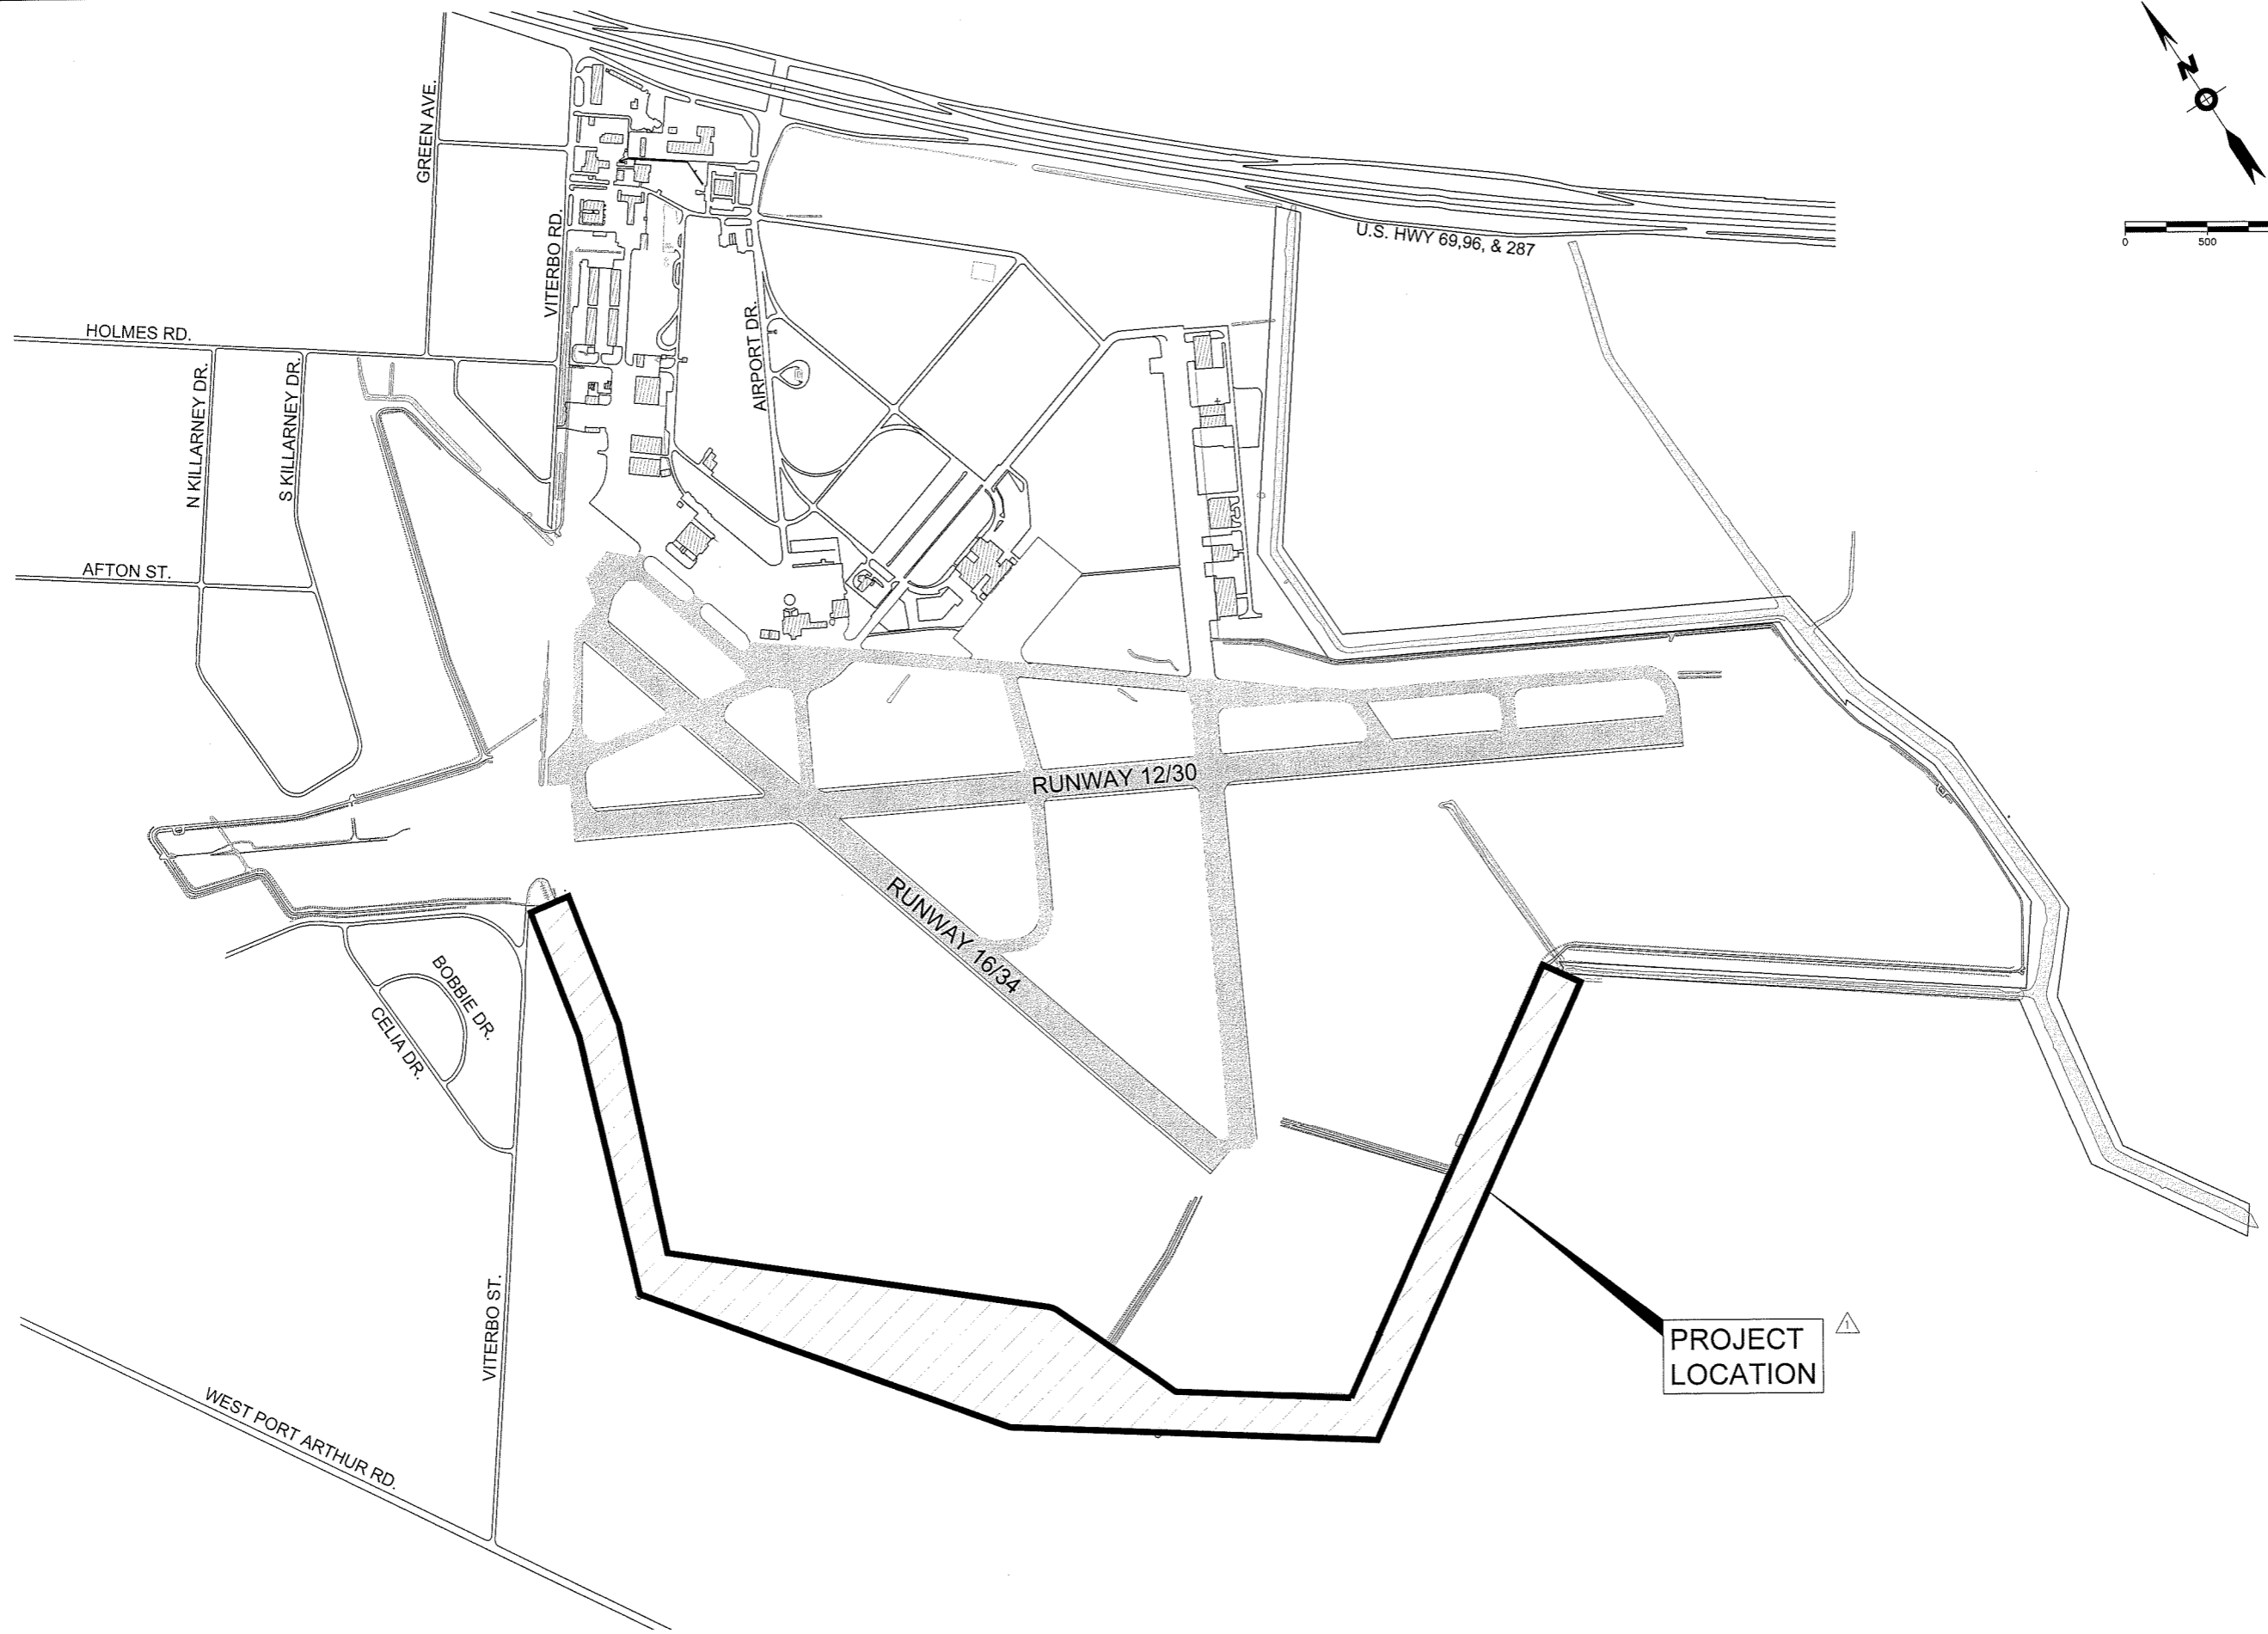 N
0 500
GREEN AVE.
VITERBO RD.
U.S. HWY 69,96, & 287
HOLMES RD.
N KILLARNEY DR.
S KILLARNEY DR.
AIRPORT DR.
AFTON ST.
RUNWAY 12/30
RUNWAY 16/34
BOBBIE DR.
CELIA DR.
VITERBO ST.
WEST PORT ARTHUR RD.
PROJECT
LOCATION
1